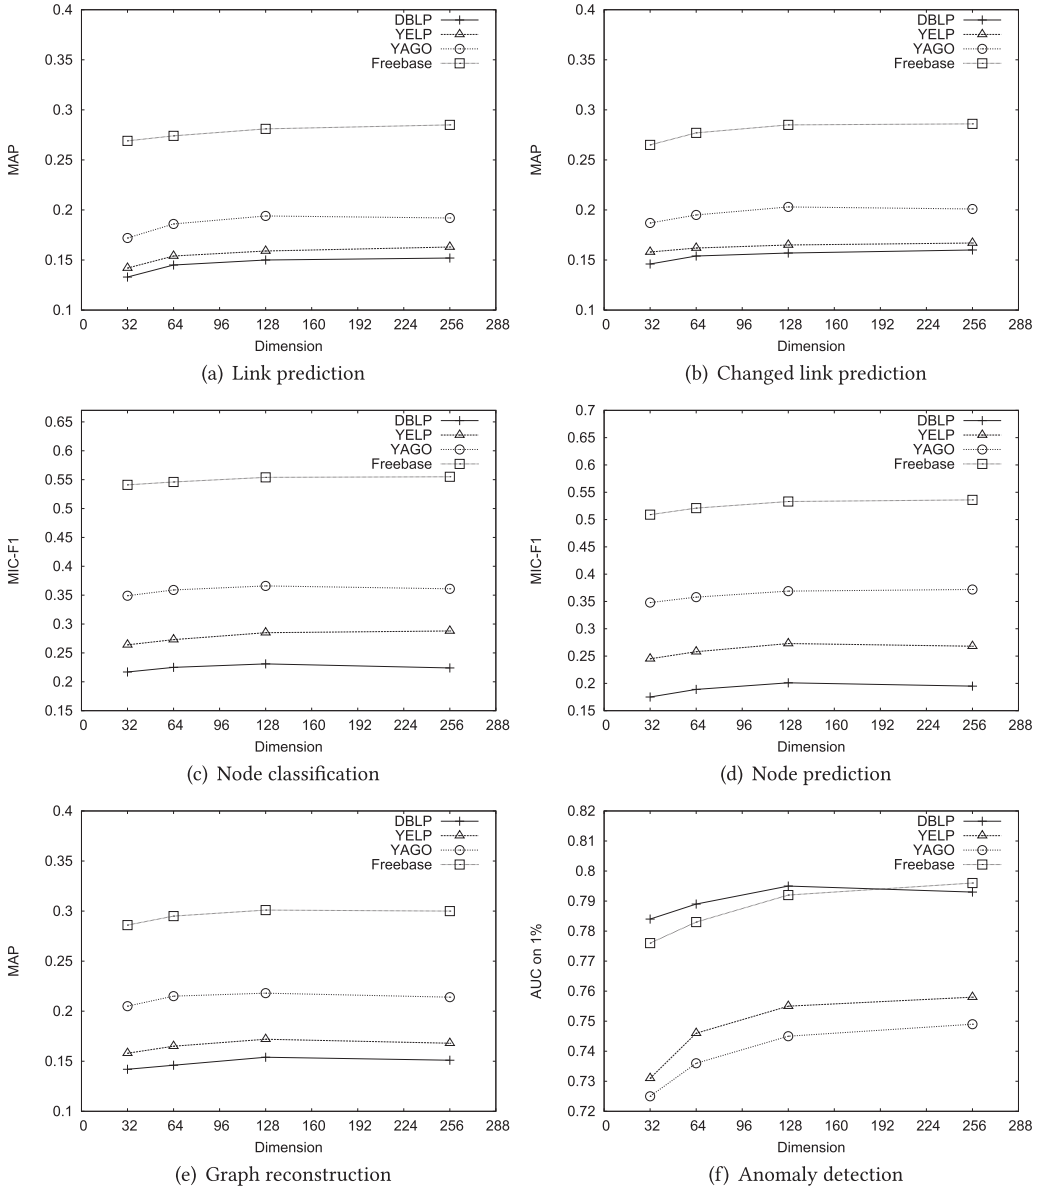 0.4
0.35
0.3
0.25
0.2
0.15
0.1
MAP
DBLP
YELP
YAGO
Freebase
0 32 64 96 128 160 192 224 256 288
Dimension
(a) Link prediction
0.4
0.35
0.3
0.25
0.2
0.15
0.1
MAP
DBLP
YELP
YAGO
Freebase
0 32 64 96 128 160 192 224 256 288
Dimension
(b) Changed link prediction
0.65
0.6
0.55
0.5
0.45
0.4
0.35
0.3
0.25
0.2
0.15
MIC-F1
DBLP
YELP
YAGO
Freebase
0 32 64 96 128 160 192 224 256 288
Dimension
(c) Node classification
0.7
0.65
0.6
0.55
0.5
0.45
0.4
0.35
0.3
0.25
0.2
0.15
MIC-F1
DBLP
YELP
YAGO
Freebase
0 32 64 96 128 160 192 224 256 288
Dimension
(d) Node prediction
0.4
0.35
0.3
0.25
0.2
0.15
0.1
MAP
DBLP
YELP
YAGO
Freebase
0 32 64 96 128 160 192 224 256 288
Dimension
(e) Graph reconstruction
0.82
0.81
0.8
0.79
0.78
0.77
0.76
0.75
0.74
0.73
0.72
AUC on 1%
DBLP
YELP
YAGO
Freebase
0 32 64 96 128 160 192 224 256 288
Dimension
(f) Anomaly detection